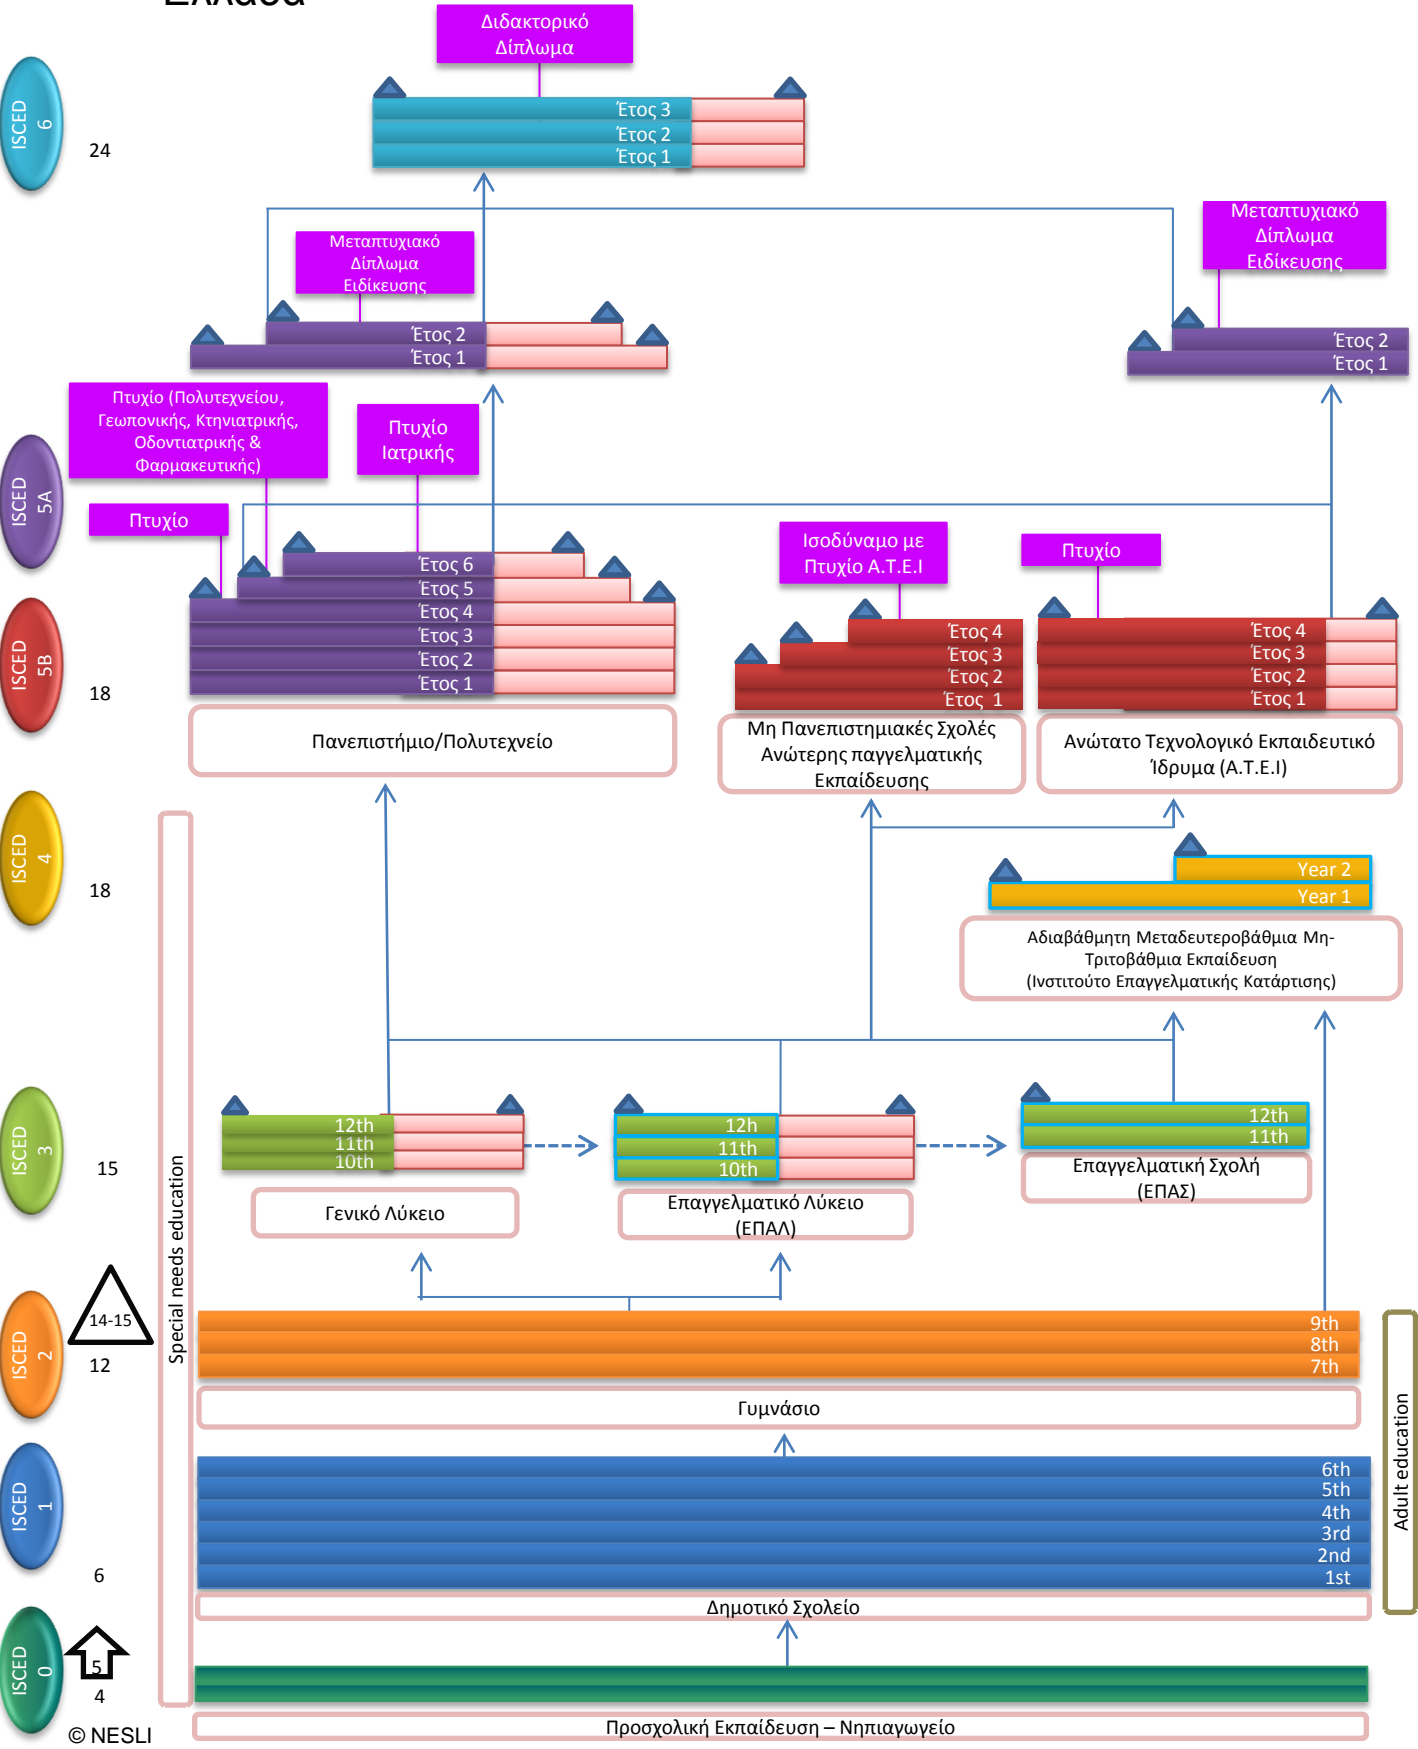 Ελλάδα
Διδακτορικό
Δίπλωμα
ISCED
6
24
Έτος 3
Έτος 2
Έτος 1
Μεταπτυχιακό
Δίπλωμα
Ειδίκευσης
Μεταπτυχιακό
Δίπλωμα
Ειδίκευσης
Έτος 2
Έτος 1
Έτος 2
Έτος 1
Πτυχίο (Πολυτεχνείου,
Γεωπονικής, Κτηνιατρικής,
Οδοντιατρικής &
Φαρμακευτικής)
Πτυχίο
Ιατρικής
ISCED
5A
Πτυχίο
Ισοδύναμο με
Πτυχίο Α.Τ.Ε.Ι
Πτυχίο
Έτος 6
Έτος 5
Έτος 4
Έτος 3
Έτος 2
Έτος 1
Έτος 4
Έτος 3
Έτος 2
Έτος 1
Έτος 4
Έτος 3
Έτος 2
Έτος 1
ISCED
5B
18
Πανεπιστήμιο/Πολυτεχνείο
Μη Πανεπιστημιακές Σχολές
Ανώτερης παγγελματικής
Εκπαίδευσης
Ανώτατο Τεχνολογικό Εκπαιδευτικό
Ίδρυμα (Α.Τ.Ε.Ι)
ISCED
4
18
Year 2
Year 1
Αδιαβάθμητη Μεταδευτεροβάθμια Μη-
Τριτοβάθμια Εκπαίδευση
(Ινστιτούτο Επαγγελματικής Κατάρτισης)
ISCED
3
15
12th
11th
10th
12h
11th
10th
12th
11th
Γενικό Λύκειο
Επαγγελματικό Λύκειο
(ΕΠΑΛ)
Επαγγελματική Σχολή
(ΕΠΑΣ)
Special needs education
ISCED
2
14-15
12
9th
8th
7th
Γυμνάσιο
Adult education
ISCED
1
6
6th
5th
4th
3rd
2nd
1st
Δημοτικό Σχολείο
ISCED
0
5
4
Προσχολική Εκπαίδευση – Νηπιαγωγείο
© NESLI